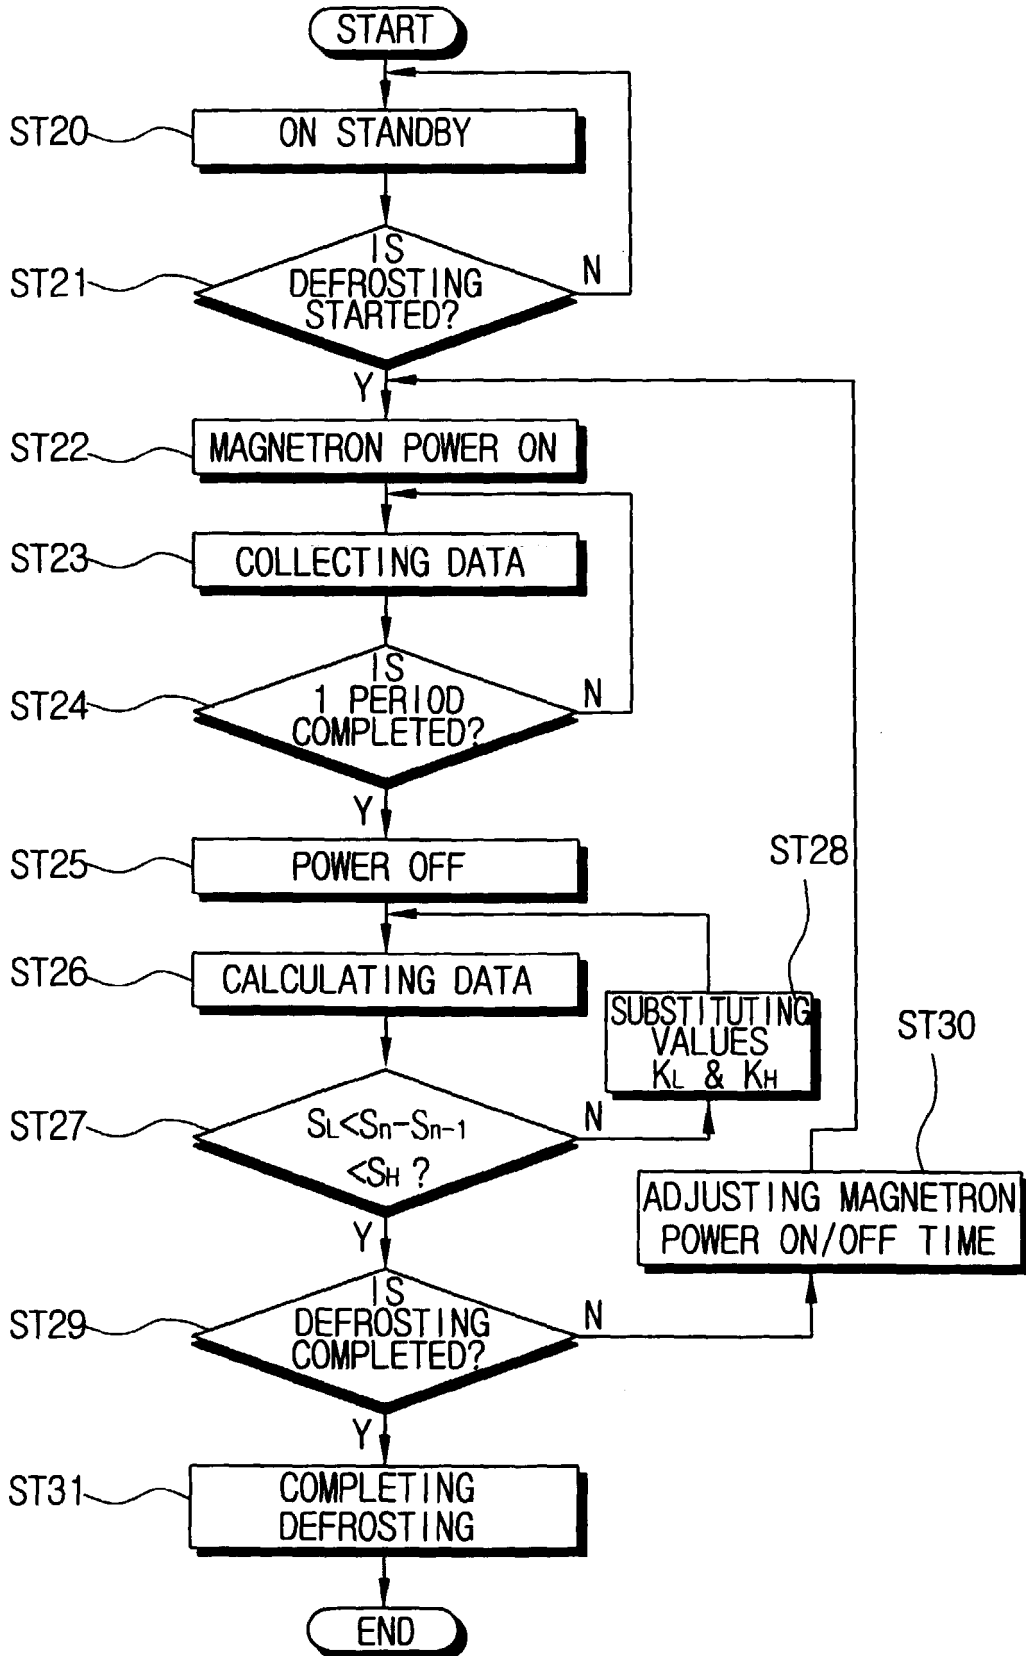 START
ST20
ON STANDBY
ST21
IS
DEFROSTING
STARTED?
N
Y
ST22
MAGNETRON POWER ON
ST23
COLLECTING DATA
ST24
IS
1 PERIOD
COMPLETED?
N
Y
ST25
POWER OFF
ST28
ST26
CALCULATING DATA
SUBSTITUTING
VALUES
KL & KH
ST30
ST27
SL<Sn-Sn-1
<SH ?
N
Y
ADJUSTING MAGNETRON
POWER ON/OFF TIME
ST29
IS
DEFROSTING
COMPLETED?
N
Y
ST31
COMPLETING
DEFROSTING
END